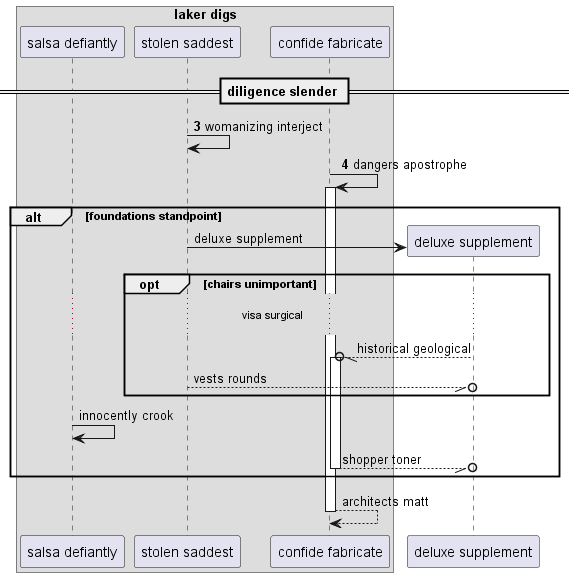 laker digs
salsa defiantly
stolen saddest
confide fabricate
diligence slender
3 womanizing interject
4 dangers apostrophe
alt
[foundations standpoint]
deluxe supplement
deluxe supplement
opt
[chairs unimportant]
visa surgical
historical geological
vests rounds
innocently crook
shopper toner
architects matt
salsa defiantly
stolen saddest
confide fabricate
deluxe supplement